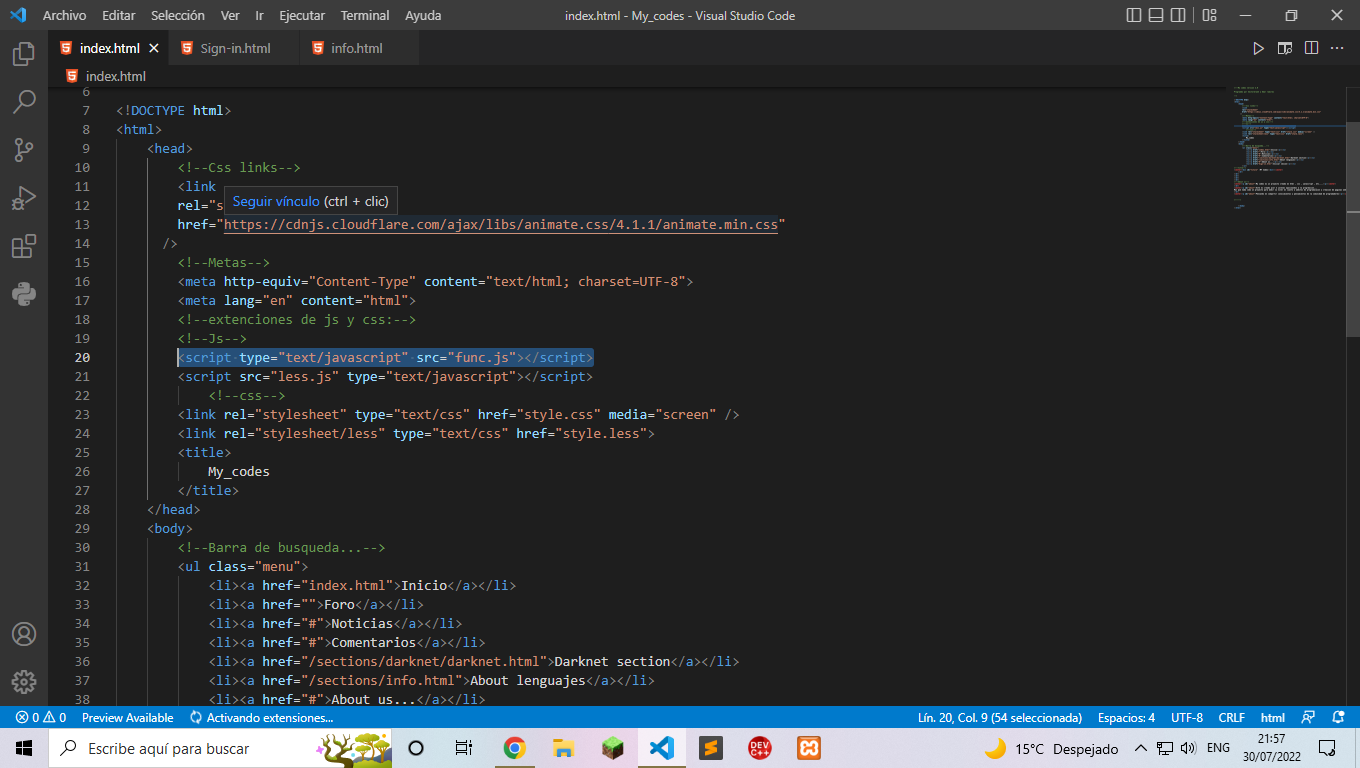 Archivo Editar Selección Ver Ir Ejecutar Terminal Ayuda index.html - My_codes - Visual Studio Code
index.html Sign-in.html info.html
index.html
6
7 <!DOCTYPE html>
8 <html>
9 <head>
10 <!--Css links-->
11 <link
Seguir vínculo (ctrl + clic)
12 rel="s
13 href="https://cdnjs.cloudflare.com/ajax/libs/animate.css/4.1.1/animate.min.css"
14 />
15 <!--Metas-->
16 <meta http-equiv="Content-Type" content="text/html; charset=UTF-8">
17 <meta lang="en" content="html">
18 <!--extenciones de js y css:-->
19 <!--Js-->
20 <script type="text/javascript" src="func.js"></script>
21 <script src="less.js" type="text/javascript"></script>
22 <!--css-->
23 <link rel="stylesheet" type="text/css" href="style.css" media="screen" />
24 <link rel="stylesheet/less" type="text/css" href="style.less">
25 <title>
26 My_codes
27 </title>
28 </head>
29 <body>
30 <!--Barra de busqueda...-->
31 <ul class="menu">
32 <li><a href="index.html">Inicio</a></li>
33 <li><a href="">Foro</a></li>
34 <li><a href="#">Noticias</a></li>
35 <li><a href="#">Comentarios</a></li>
36 <li><a href="/sections/darknet/darknet.html">Darknet section</a></li>
37 <li><a href="/sections/info.html">About lenguajes</a></li>
38 <li><a href="#">About us...</a></li>
0 0 Preview Available Activando extensiones... Lín. 20, Col. 9 (54 seleccionada) Espacios: 4 UTF-8 CRLF html
Escribe aquí para buscar DEV C++ 15°C Despejado ENG 21:57
30/07/2022